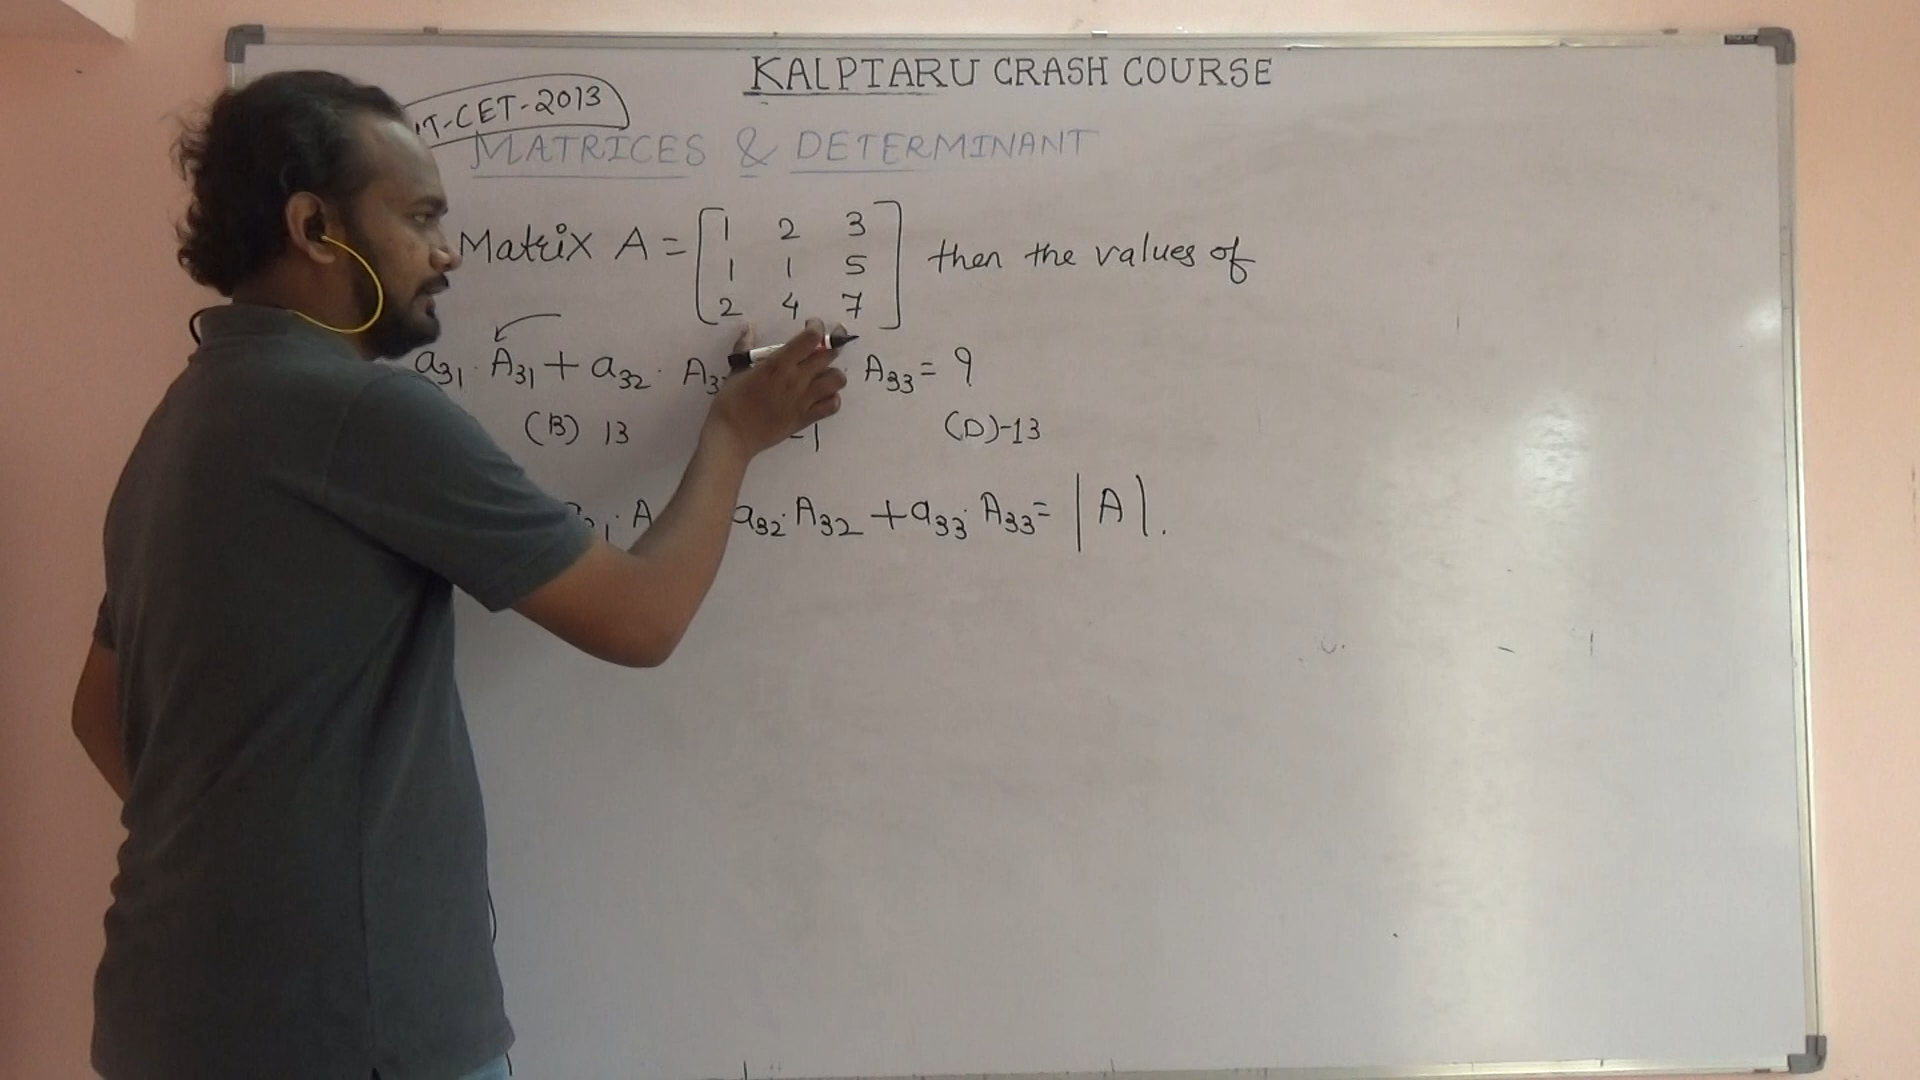 KALPTARU CRASH COURSE
T-CET-2013
MATRICES & DETERMINANT
Matrix A = [ 1 2 3
1 1 5
2 4 7 ] then the values of
a31 · A31 + a32 · A3 · A33 = ?
(B) 13 -1 (D) -13
· A a32 · A32 + a33 · A33 = |A|.